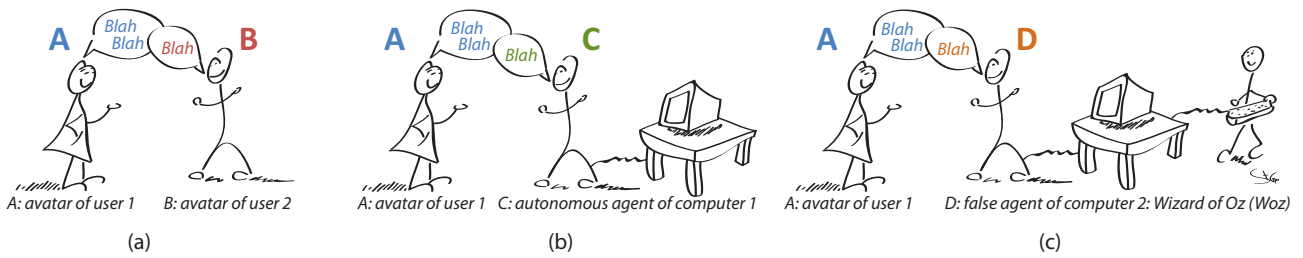 A
Blah
Blah
Blah
B
A: avatar of user 1
B: avatar of user 2
(a)
A
Blah
Blah
Blah
C
A: avatar of user 1
C: autonomous agent of computer 1
(b)
A
Blah
Blah
Blah
D
A: avatar of user 1
D: false agent of computer 2: Wizard of Oz (Woz)
(c)